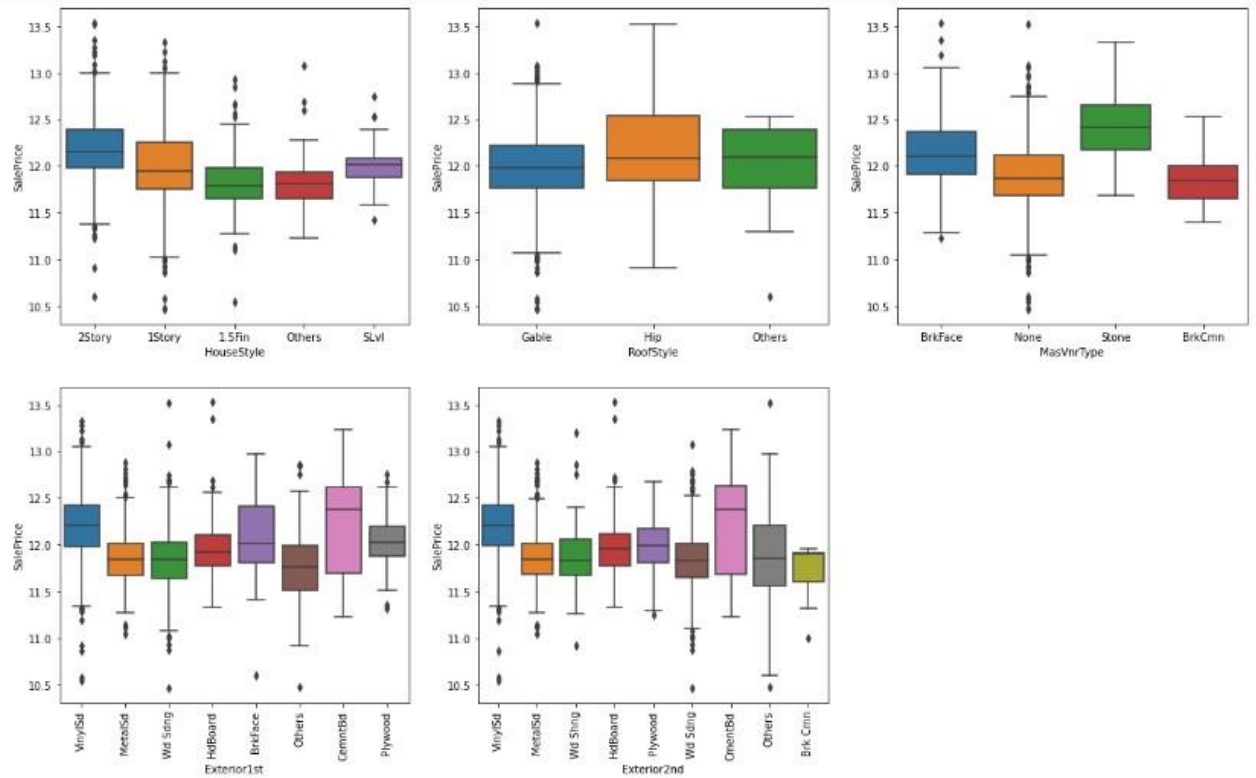 SalePrice
13.5
13.0
12.5
12.0
11.5
11.0
10.5
2Story 1Story 1.5Fin Others SLvl
HouseStyle
SalePrice
13.5
13.0
12.5
12.0
11.5
11.0
10.5
Gable Hip Others
RoofStyle
SalePrice
13.5
13.0
12.5
12.0
11.5
11.0
10.5
BrkFace None Stone BrkCmn
MasVnrType
SalePrice
13.5
13.0
12.5
12.0
11.5
11.0
10.5
VinylSd MetalSd Wd Sdng HdBoard BrkFace Others CemntBd Plywood
Exterior1st
SalePrice
13.5
13.0
12.5
12.0
11.5
11.0
10.5
VinylSd MetalSd Wd Shng HdBoard Plywood Wd Sdng CmentBd Others Brk Cmn
Exterior2nd